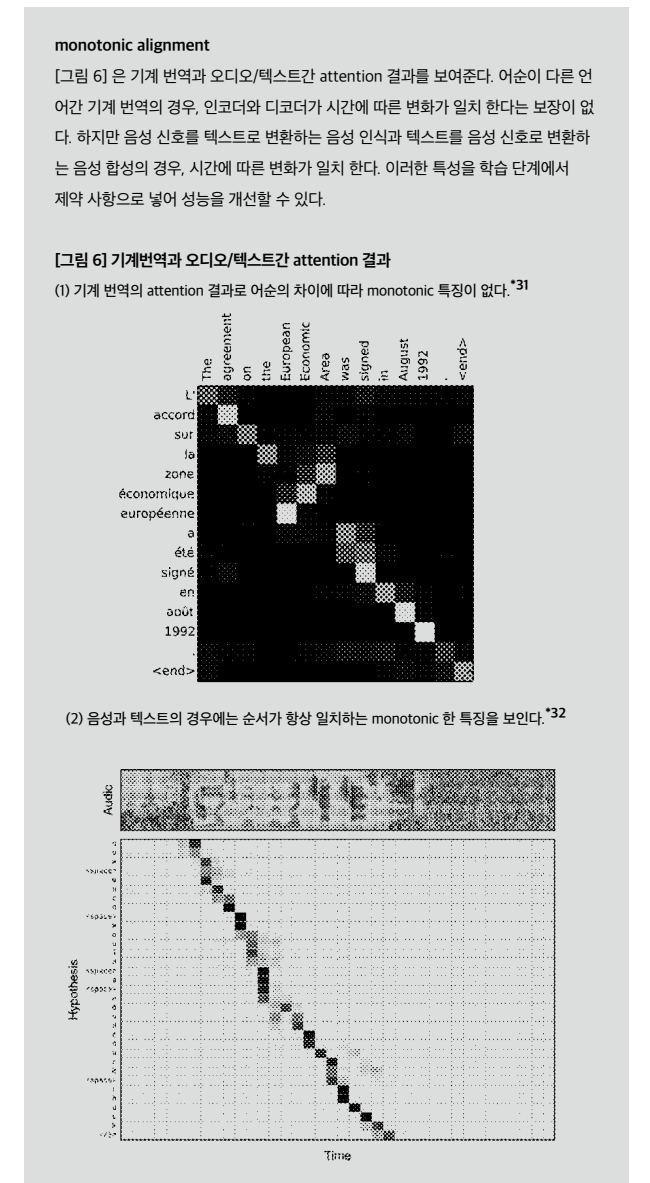 monotonic alignment
[그림 6] 은 기계 번역과 오디오/텍스트간 attention 결과를 보여준다. 어순이 다른 언
어간 기계 번역의 경우, 인코더와 디코더가 시간에 따른 변화가 일치 한다는 보장이 없
다. 하지만 음성 신호를 텍스트로 변환하는 음성 인식과 텍스트를 음성 신호로 변환하
는 음성 합성의 경우, 시간에 따른 변화가 일치 한다. 이러한 특성을 학습 단계에서
제약 사항으로 넣어 성능을 개선할 수 있다.
[그림 6] 기계번역과 오디오/텍스트간 attention 결과
(1) 기계 번역의 attention 결과로 어순의 차이에 따라 monotonic 특징이 없다.*31
The agreement on the European Economic Area was signed in August 1992 . <end>
L'
accord
sur
la
zone
économique
européenne
a
été
signé
en
août
1992
.
<end>
(2) 음성과 텍스트의 경우에는 순서가 항상 일치하는 monotonic 한 특징을 보인다.*32
Audio
Hypothesis
<space>
<space>
<space>
<space>
<space>
</s>
Time